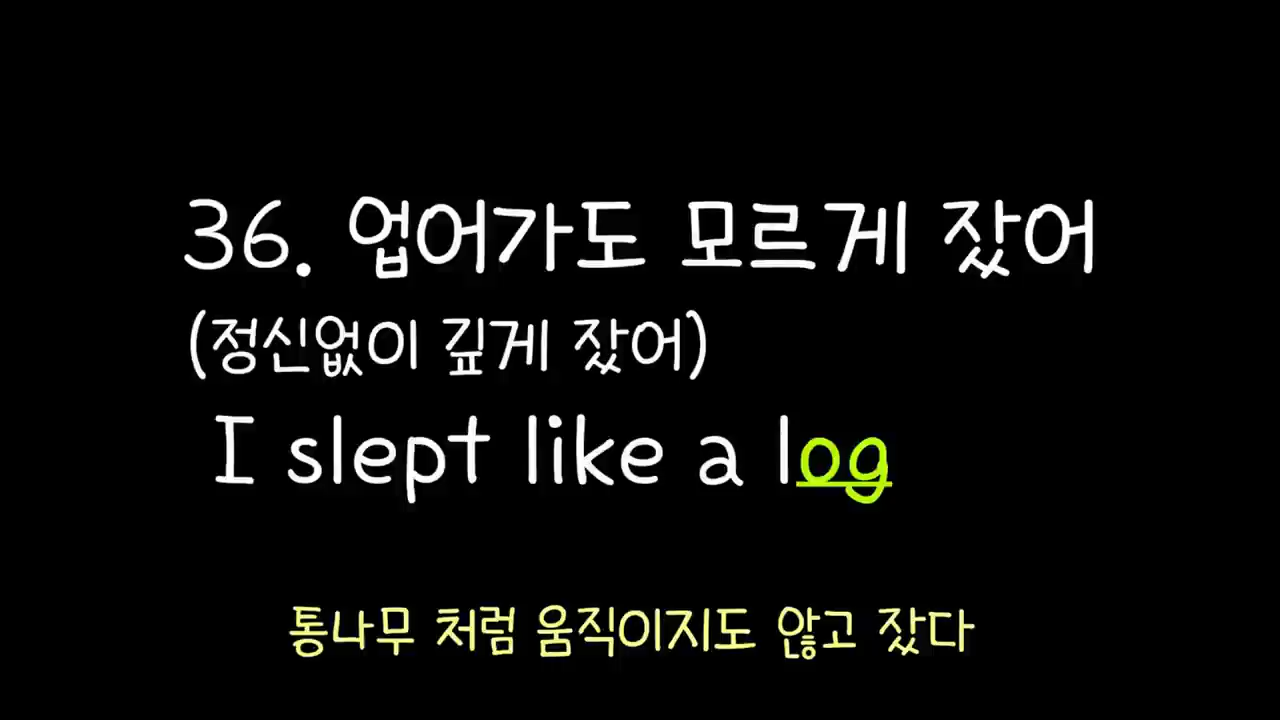 36. 업어가도 모르게 잤어
(정신없이 깊게 잤어)
I slept like a log
통나무 처럼 움직이지도 않고 잤다